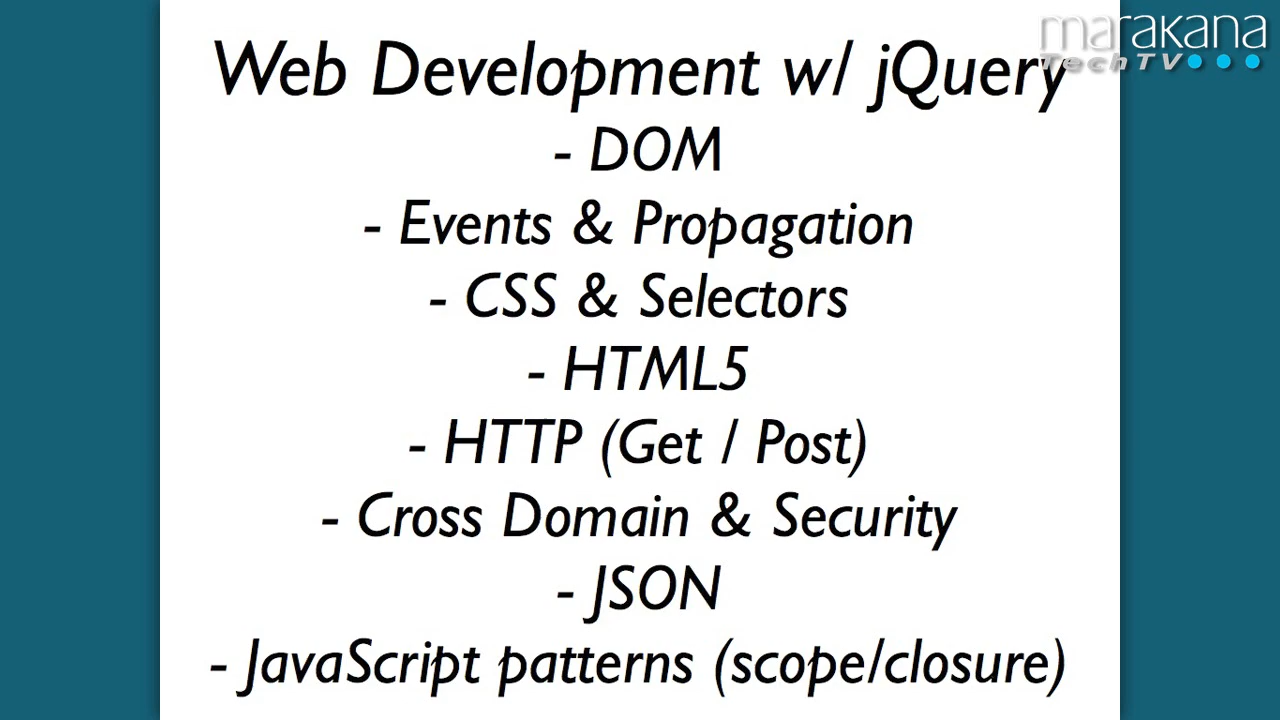 marakana
TechTV
Web Development w/ jQuery
- DOM
- Events & Propagation
- CSS & Selectors
- HTML5
- HTTP (Get / Post)
- Cross Domain & Security
- JSON
- JavaScript patterns (scope/closure)